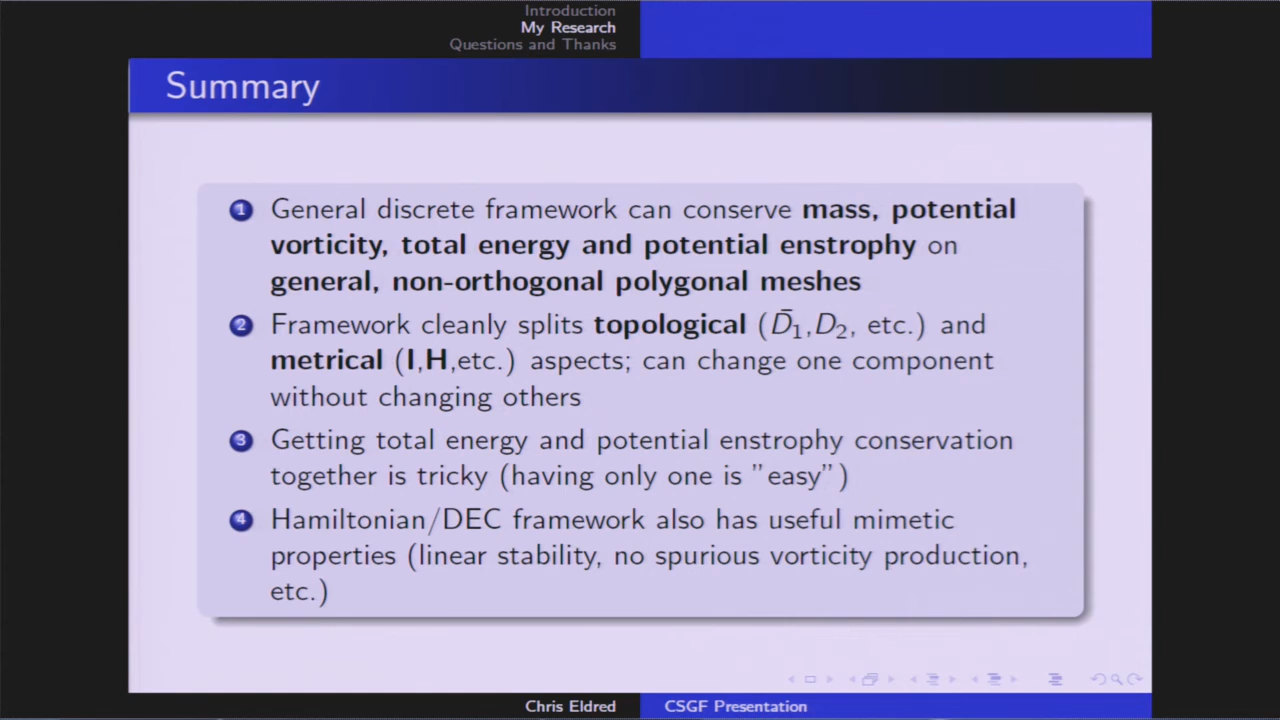 Introduction
My Research
Questions and Thanks
Summary
1 General discrete framework can conserve mass, potential
vorticity, total energy and potential enstrophy on
general, non-orthogonal polygonal meshes
2 Framework cleanly splits topological (D̄₁,D₂, etc.) and
metrical (I,H,etc.) aspects; can change one component
without changing others
3 Getting total energy and potential enstrophy conservation
together is tricky (having only one is ”easy”)
4 Hamiltonian/DEC framework also has useful mimetic
properties (linear stability, no spurious vorticity production,
etc.)
Chris Eldred CSGF Presentation